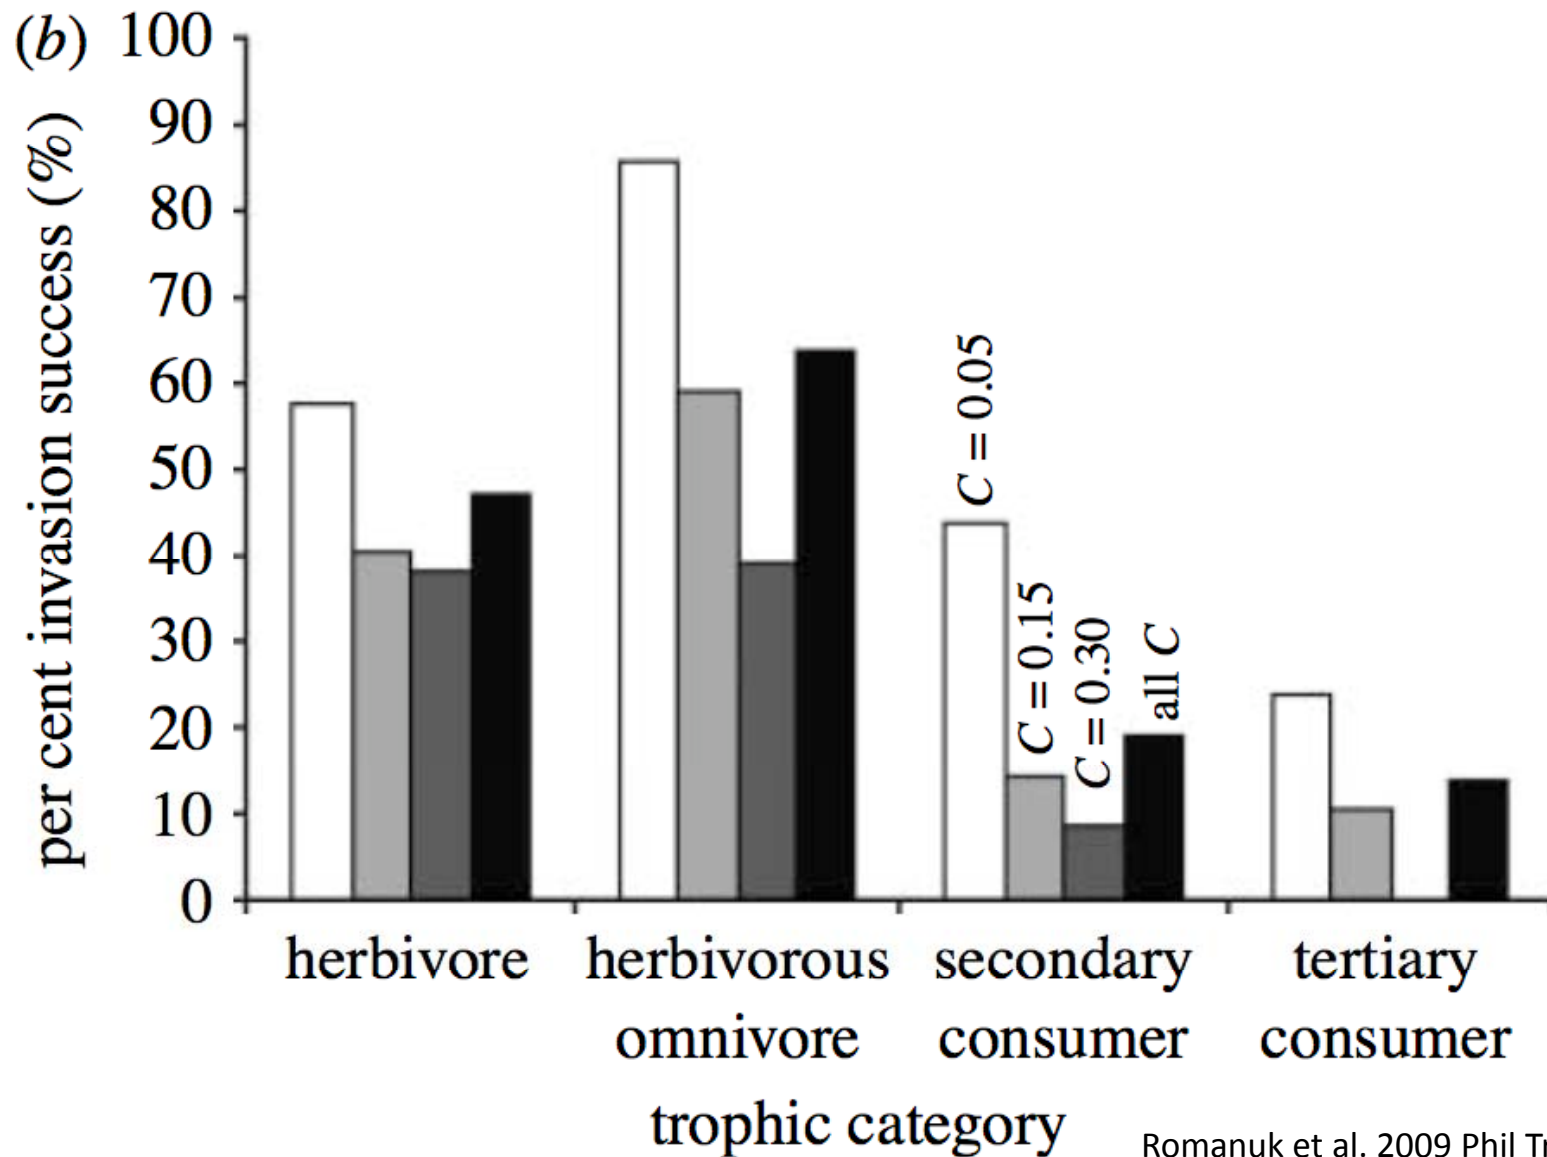 (b)
per cent invasion success (%)
100
90
80
70
60
50
40
30
20
10
0
C = 0.05
C = 0.15
C = 0.30
all C
herbivore
herbivorous omnivore
secondary consumer
tertiary consumer
trophic category
Romanuk et al. 2009 Phil